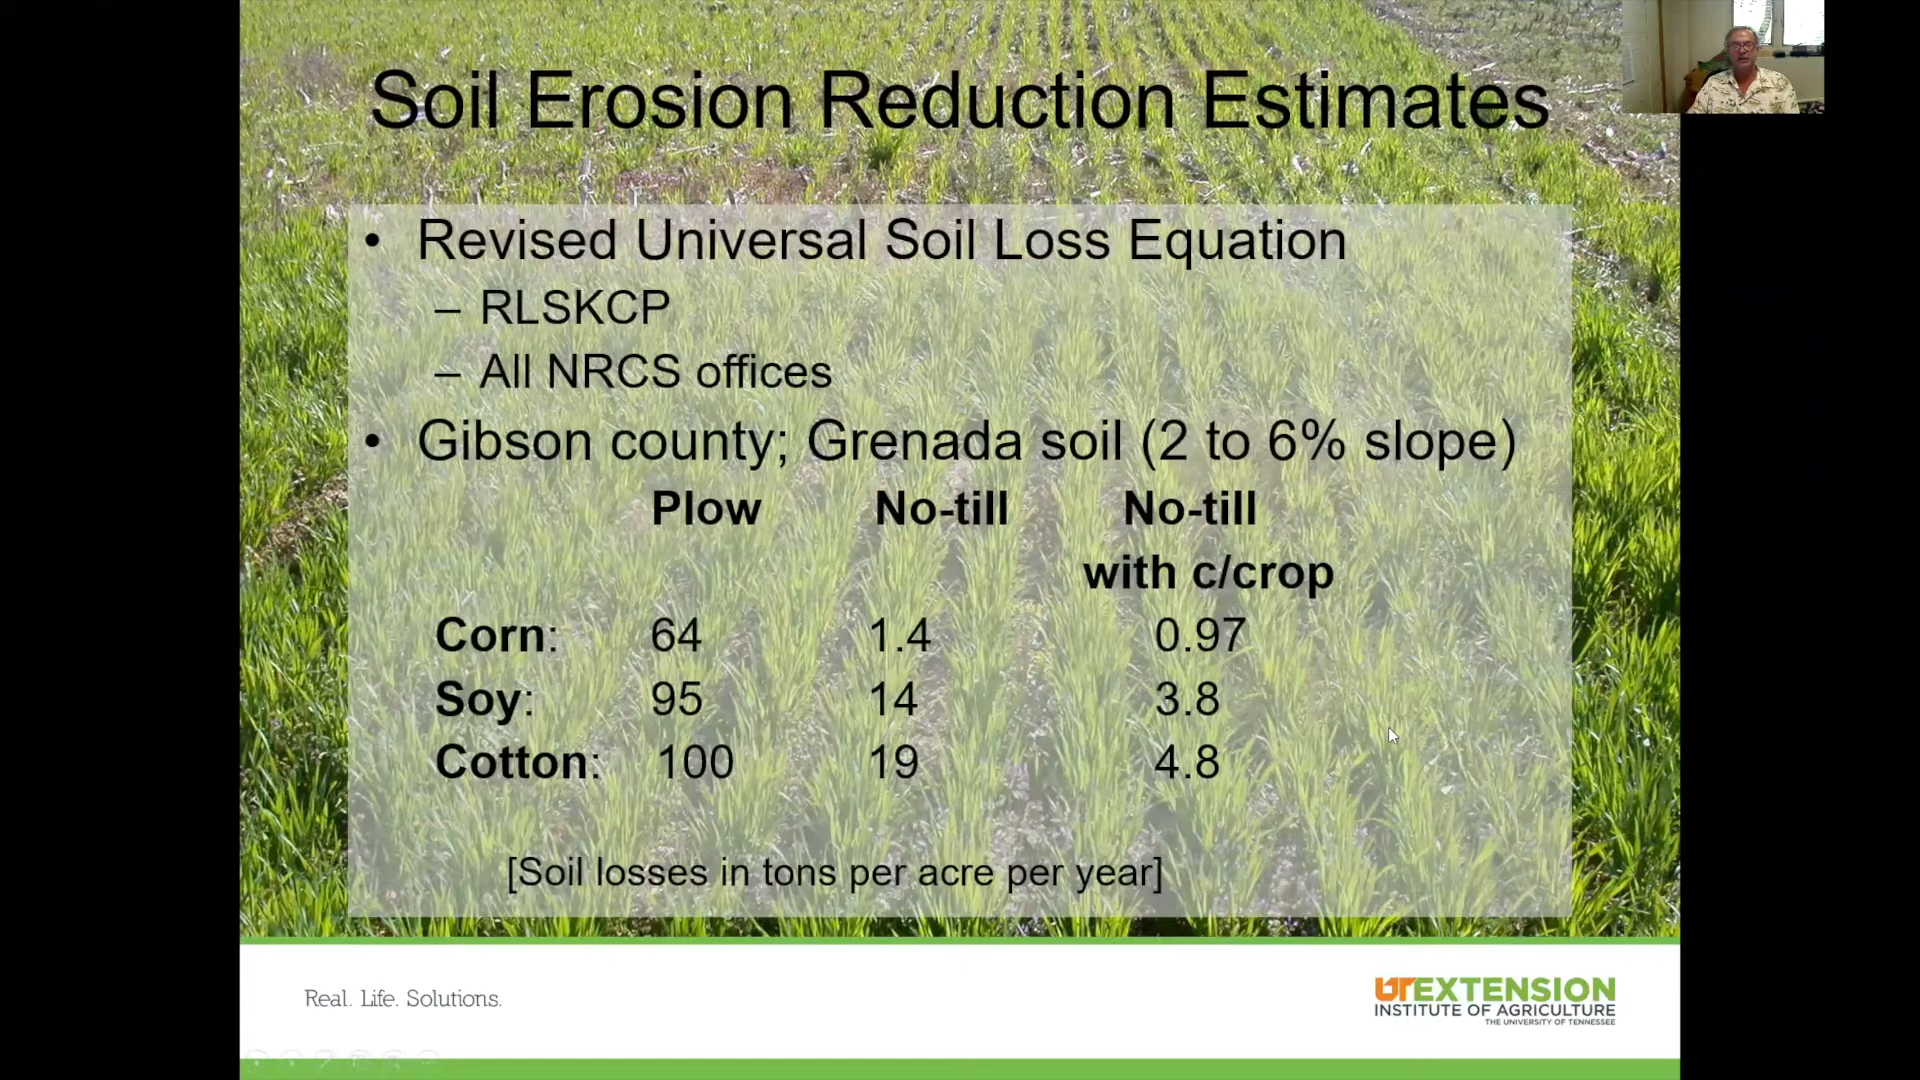 Soil Erosion Reduction Estimates
• Revised Universal Soil Loss Equation
– RLSKCP
– All NRCS offices
• Gibson county; Grenada soil (2 to 6% slope)
Plow No-till No-till
with c/crop
Corn: 64 1.4 0.97
Soy: 95 14 3.8
Cotton: 100 19 4.8
[Soil losses in tons per acre per year]
Real. Life. Solutions.
UTEXTENSION
INSTITUTE OF AGRICULTURE
THE UNIVERSITY OF TENNESSEE